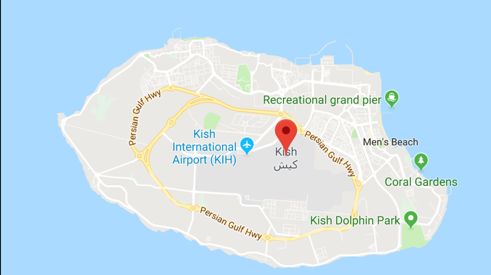 Persian Gulf Hwy
Recreational grand pier
Kish
International
Airport (KIH)
Persian Gulf Hwy
Men's Beach
Kish
کیش
Coral Gardens
Persian Gulf Hwy
Kish Dolphin Park